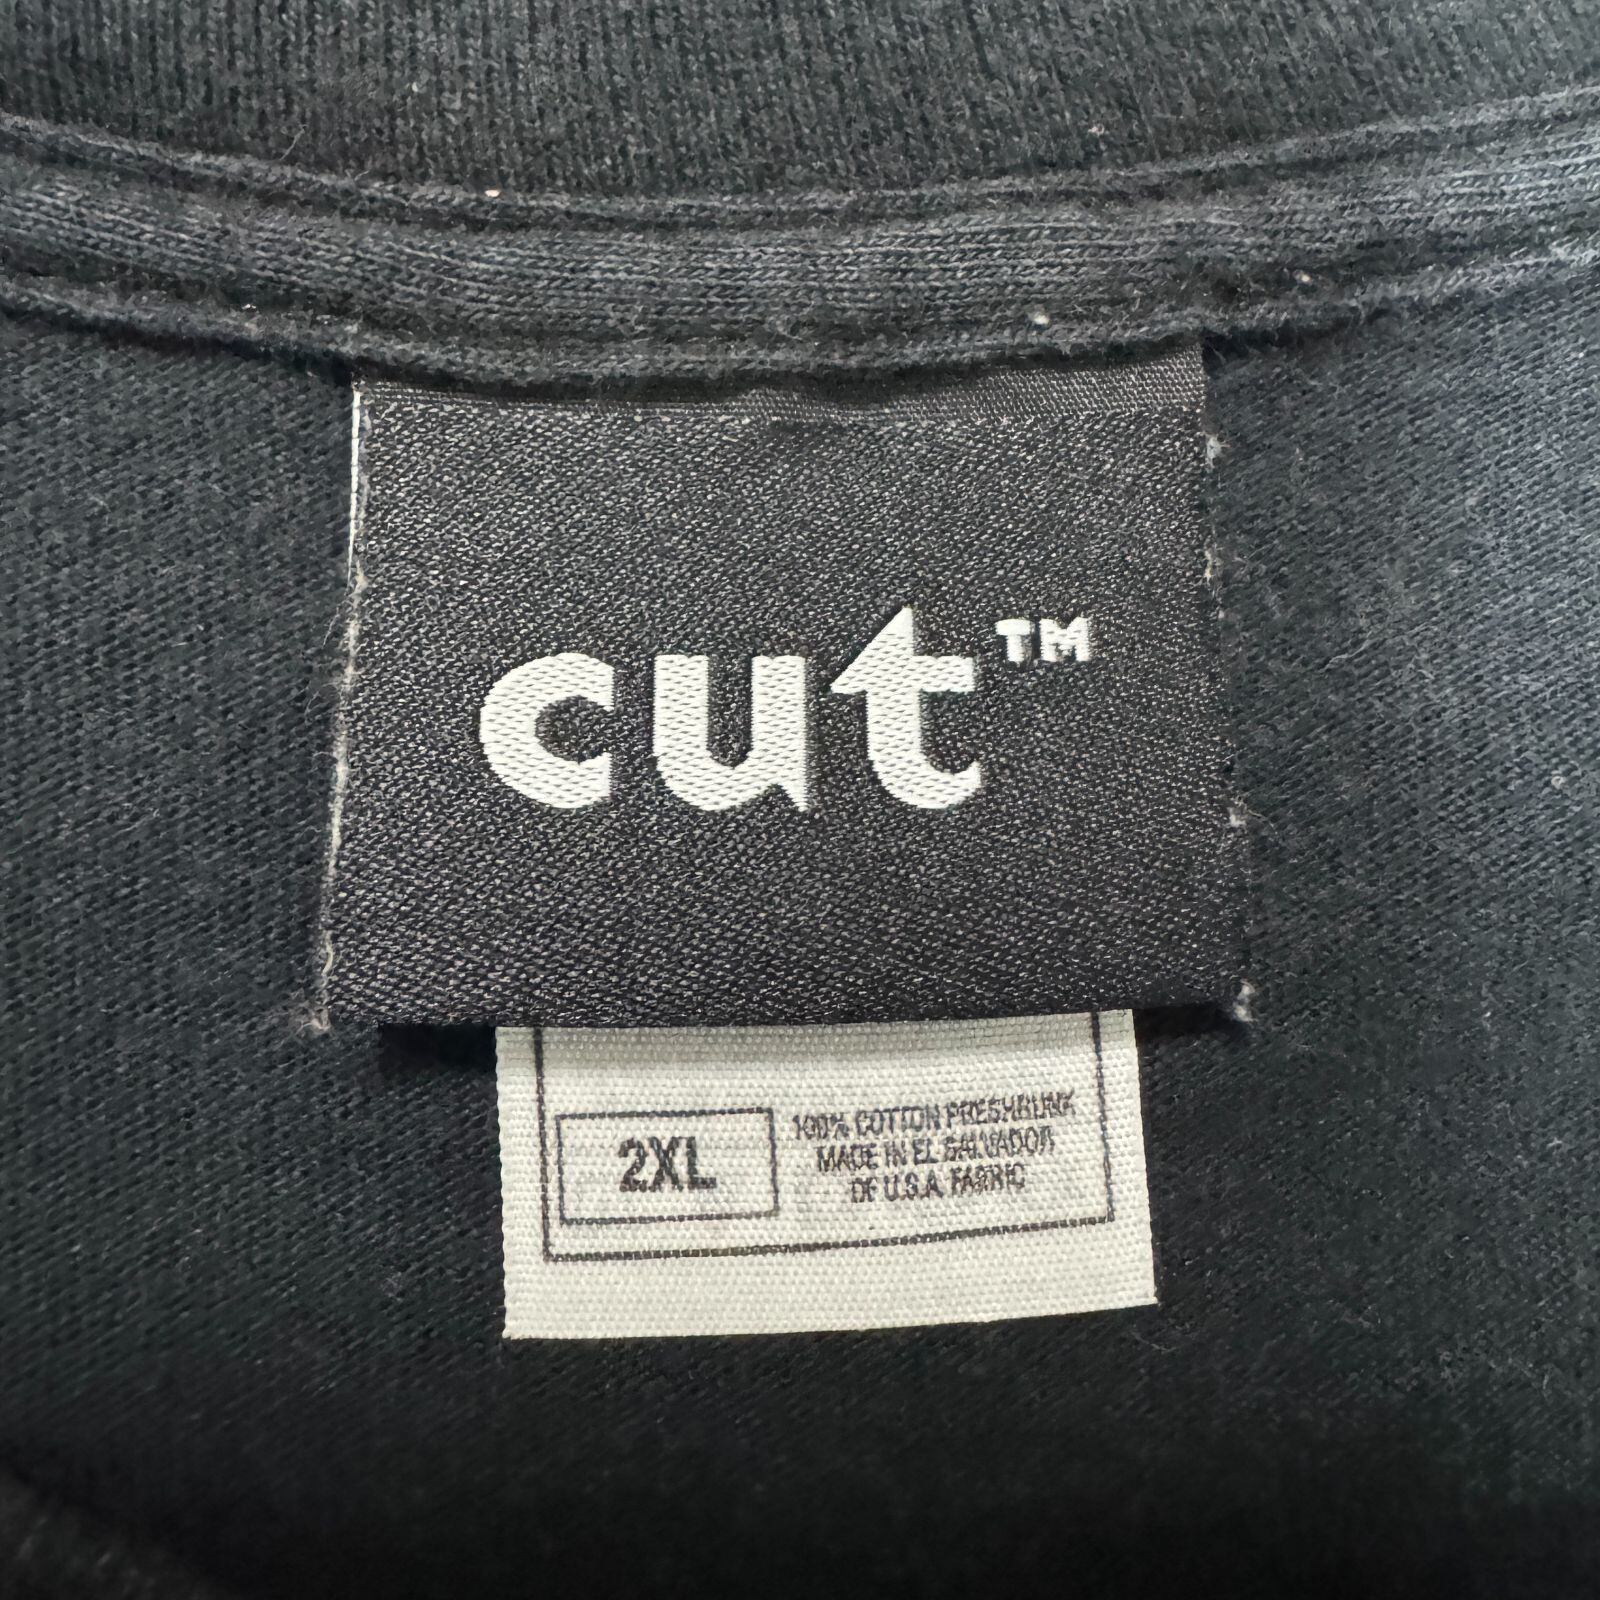 cut™
2XL
100% COTTON PRESHRUNK
MADE IN EL SALVADOR
OF U.S.A. FABRIC